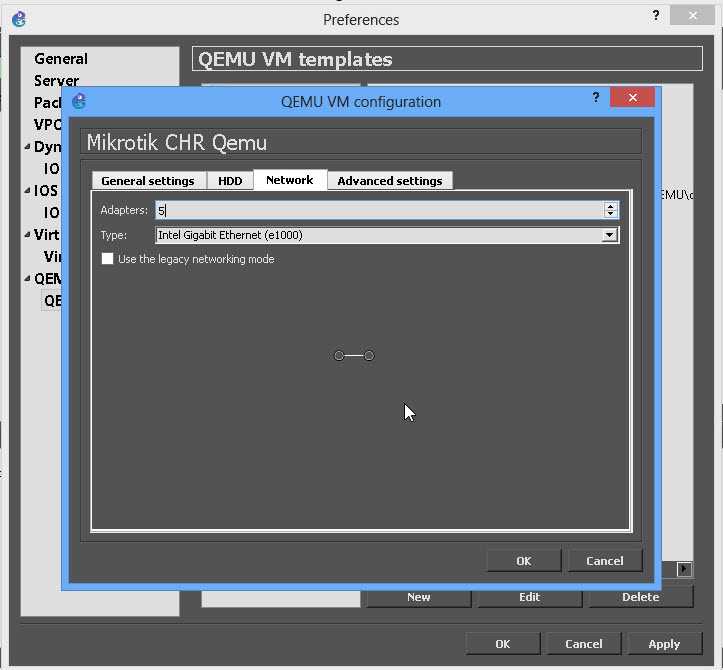 Preferences
?
General
Server
Pac
VPC
Dyn
IO
IOS
IO
Virt
Vi
QEM
QE
QEMU VM templates
EMU\
QEMU VM configuration
?
Mikrotik CHR Qemu
General settings HDD Network Advanced settings
Adapters: 5
Type: Intel Gigabit Ethernet (e1000)
Use the legacy networking mode
OK Cancel
New Edit Delete
OK Cancel Apply